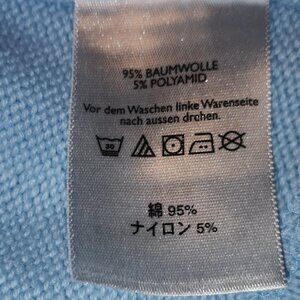 95% BAUMWOLLE
5% POLYAMID
Vor dem Waschen linke Warenseite
nach aussen drehen.
30
綿 95%
ナイロン 5%